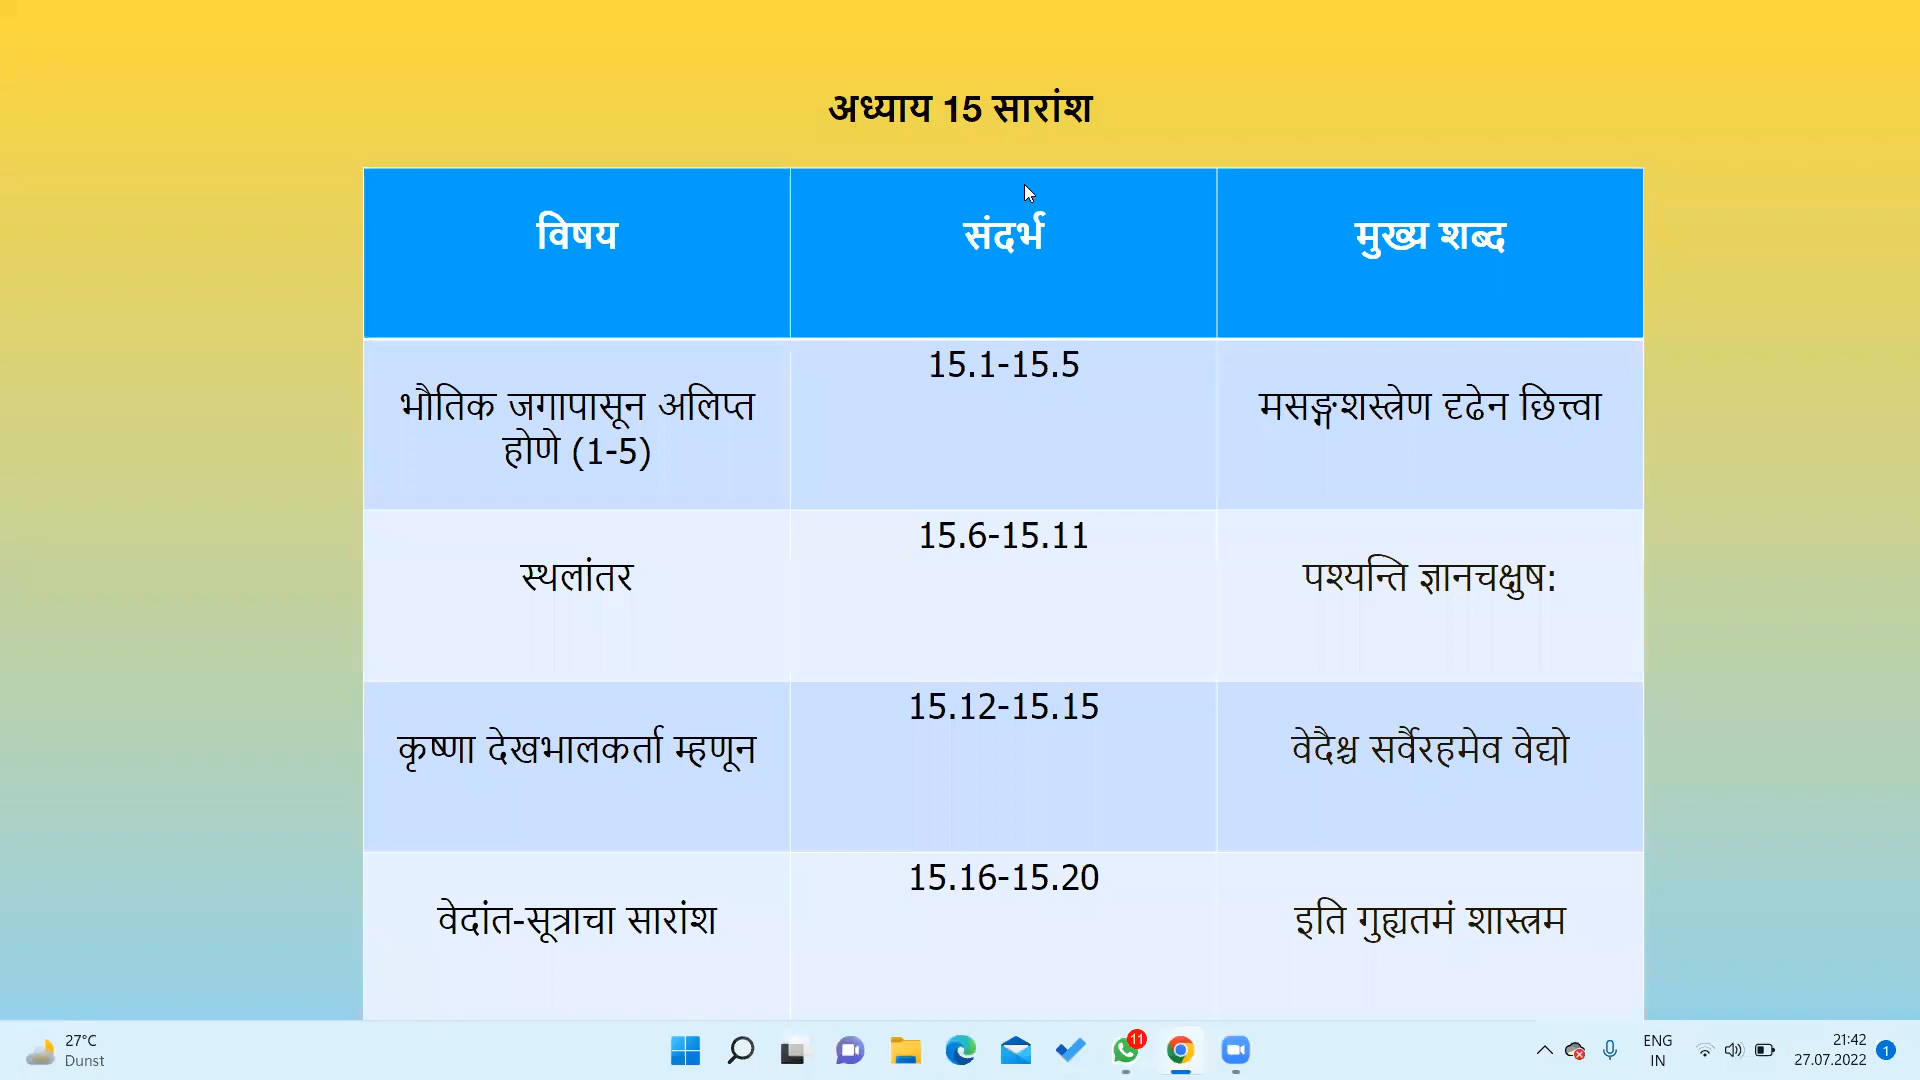 अध्याय 15 सारांश
विषय
संदर्भ
मुख्य शब्द
भौतिक जगापासून अलिप्त
होणे (1-5)
15.1-15.5
मसङ्गशस्त्रेण दृढेन छित्त्वा
स्थलांतर
15.6-15.11
पश्यन्ति ज्ञानचक्षुष:
कृष्णा देखभालकर्ता म्हणून
15.12-15.15
वेदैश्च सर्वैरहमेव वेद्यो
वेदांत-सूत्राचा सारांश
15.16-15.20
इति गुह्यतमं शास्त्रम
27°C
Dunst
11
ENG
IN
21:42
27.07.2022
1